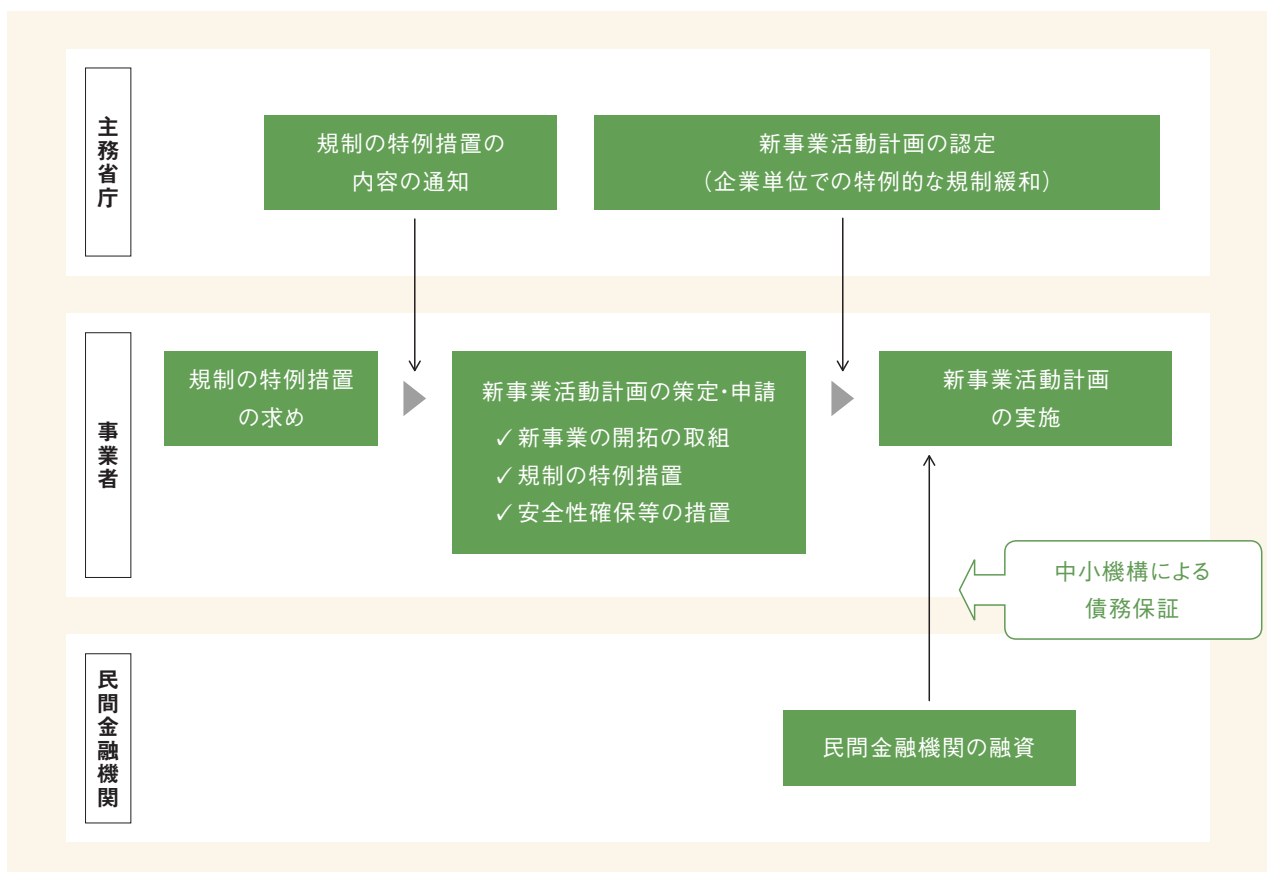 主務省庁
規制の特例措置の
内容の通知
新事業活動計画の認定
（企業単位での特例的な規制緩和）
事業者
規制の特例措置
の求め
新事業活動計画の策定・申請
✓新事業の開拓の取組
✓規制の特例措置
✓安全性確保等の措置
新事業活動計画
の実施
中小機構による
債務保証
民間金融機関
民間金融機関の融資